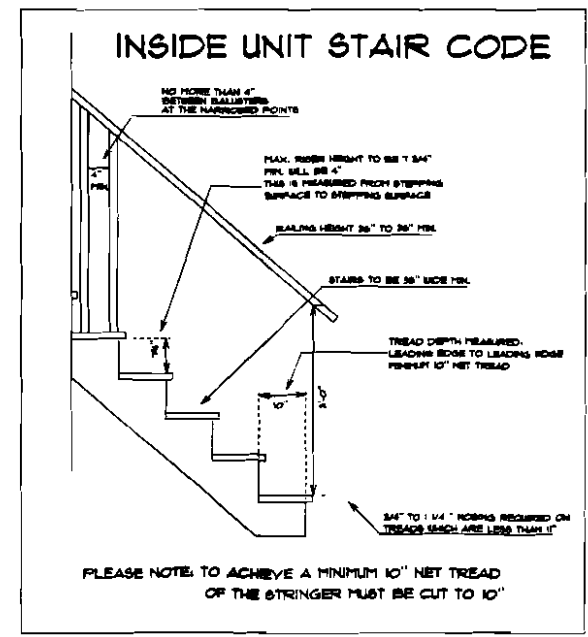 INSIDE UNIT STAIR CODE
NO MORE THAN 4"
BETWEEN BALUSTERS
AT THE NARROWED POINTS
4"
MIN.
MAX. RISER HEIGHT TO BE 7 3/4"
MIN. WILL BE 4"
THIS IS MEASURED FROM STEPPING
SURFACE TO STEPPING SURFACE
RAILING HEIGHT 36" TO 38" MIN.
STAIRS TO BE 36" WIDE MIN.
TREAD DEPTH MEASURED:
LEADING EDGE TO LEADING EDGE
MINIMUM 10" NET TREAD
10"
3/4" TO 1 1/4" NOSING REQUIRED ON
TREADS WHICH ARE LESS THAN 11"
PLEASE NOTE: TO ACHIEVE A MINIMUM 10" NET TREAD
OF THE STRINGER MUST BE CUT TO 10"